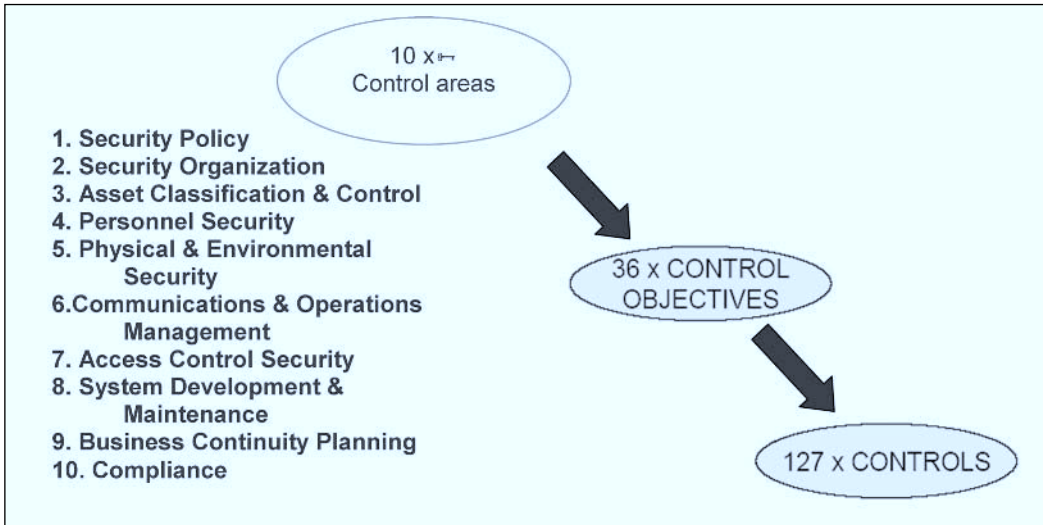 10 x
Control areas
1. Security Policy
2. Security Organization
3. Asset Classification & Control
4. Personnel Security
5. Physical & Environmental
Security
6.Communications & Operations
Management
7. Access Control Security
8. System Development &
Maintenance
9. Business Continuity Planning
10. Compliance
36 x CONTROL
OBJECTIVES
127 x CONTROLS